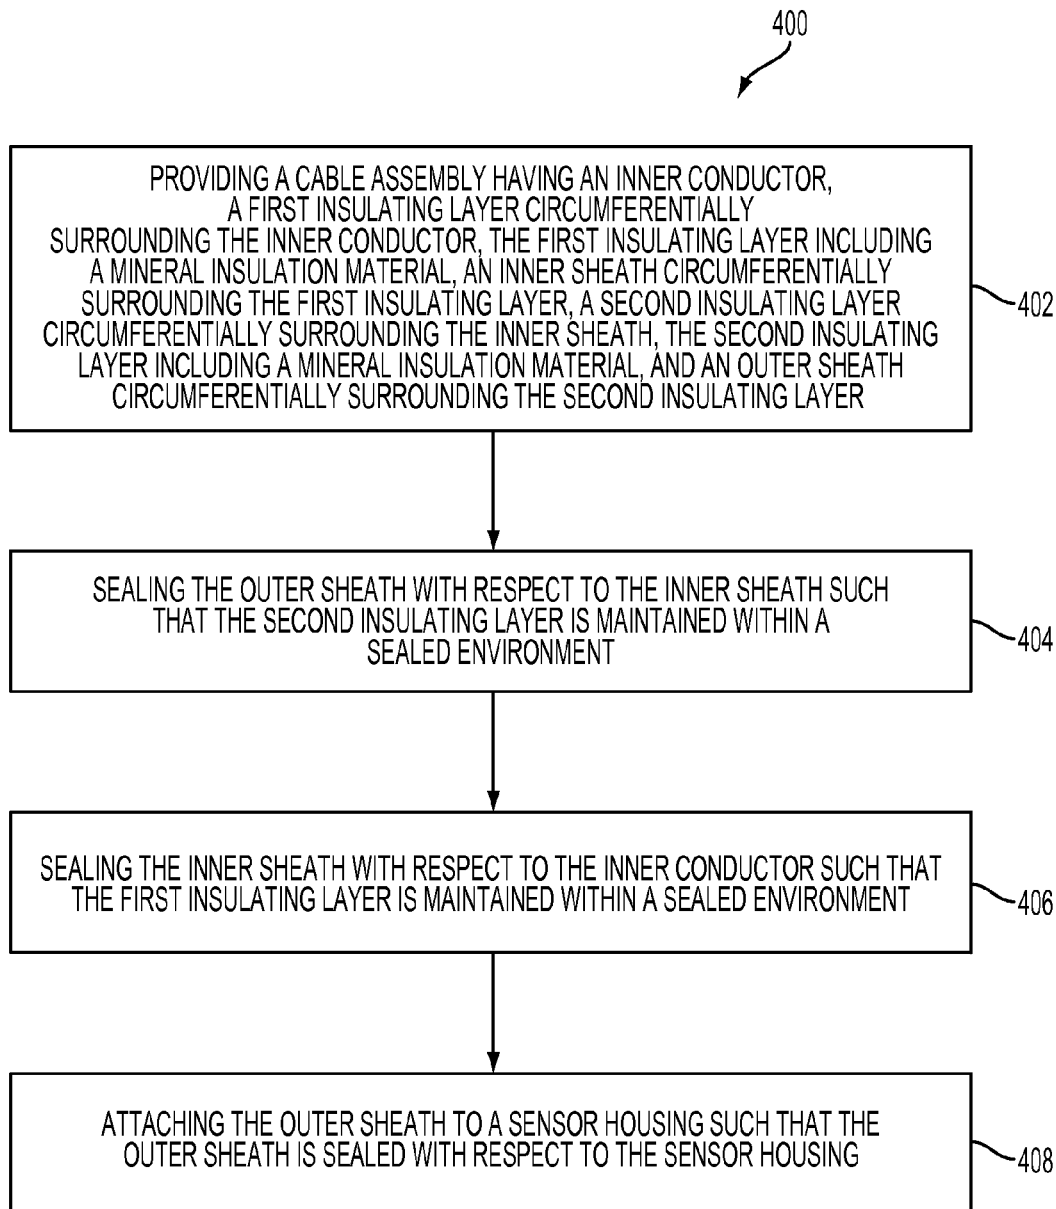 400
PROVIDING A CABLE ASSEMBLY HAVING AN INNER CONDUCTOR,
A FIRST INSULATING LAYER CIRCUMFERENTIALLY
SURROUNDING THE INNER CONDUCTOR, THE FIRST INSULATING LAYER INCLUDING
A MINERAL INSULATION MATERIAL, AN INNER SHEATH CIRCUMFERENTIALLY
SURROUNDING THE FIRST INSULATING LAYER, A SECOND INSULATING LAYER
CIRCUMFERENTIALLY SURROUNDING THE INNER SHEATH, THE SECOND INSULATING
LAYER INCLUDING A MINERAL INSULATION MATERIAL, AND AN OUTER SHEATH
CIRCUMFERENTIALLY SURROUNDING THE SECOND INSULATING LAYER
402
SEALING THE OUTER SHEATH WITH RESPECT TO THE INNER SHEATH SUCH
THAT THE SECOND INSULATING LAYER IS MAINTAINED WITHIN A
SEALED ENVIRONMENT
404
SEALING THE INNER SHEATH WITH RESPECT TO THE INNER CONDUCTOR SUCH THAT
THE FIRST INSULATING LAYER IS MAINTAINED WITHIN A SEALED ENVIRONMENT
406
ATTACHING THE OUTER SHEATH TO A SENSOR HOUSING SUCH THAT THE
OUTER SHEATH IS SEALED WITH RESPECT TO THE SENSOR HOUSING
408